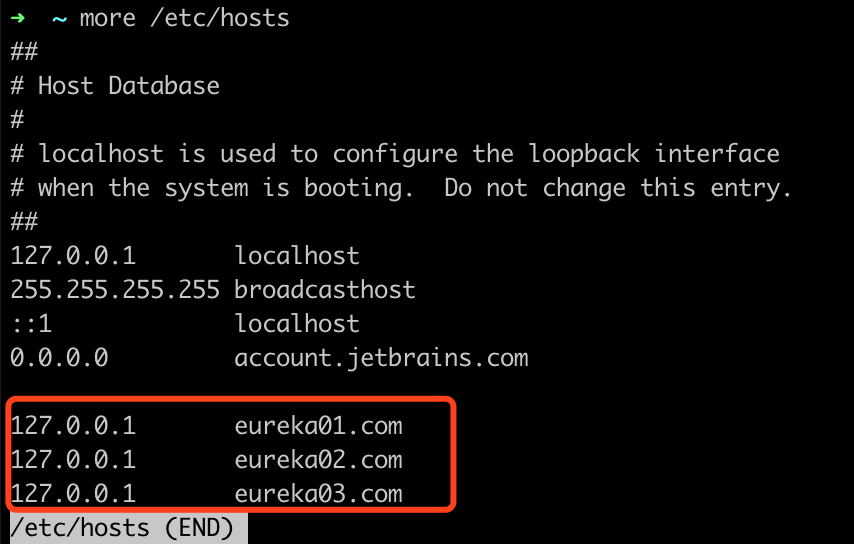 ➜  ~ more /etc/hosts
##
# Host Database
#
# localhost is used to configure the loopback interface
# when the system is booting.  Do not change this entry.
##
127.0.0.1       localhost
255.255.255.255 broadcasthost
::1             localhost
0.0.0.0         account.jetbrains.com
127.0.0.1       eureka01.com
127.0.0.1       eureka02.com
127.0.0.1       eureka03.com
/etc/hosts (END)